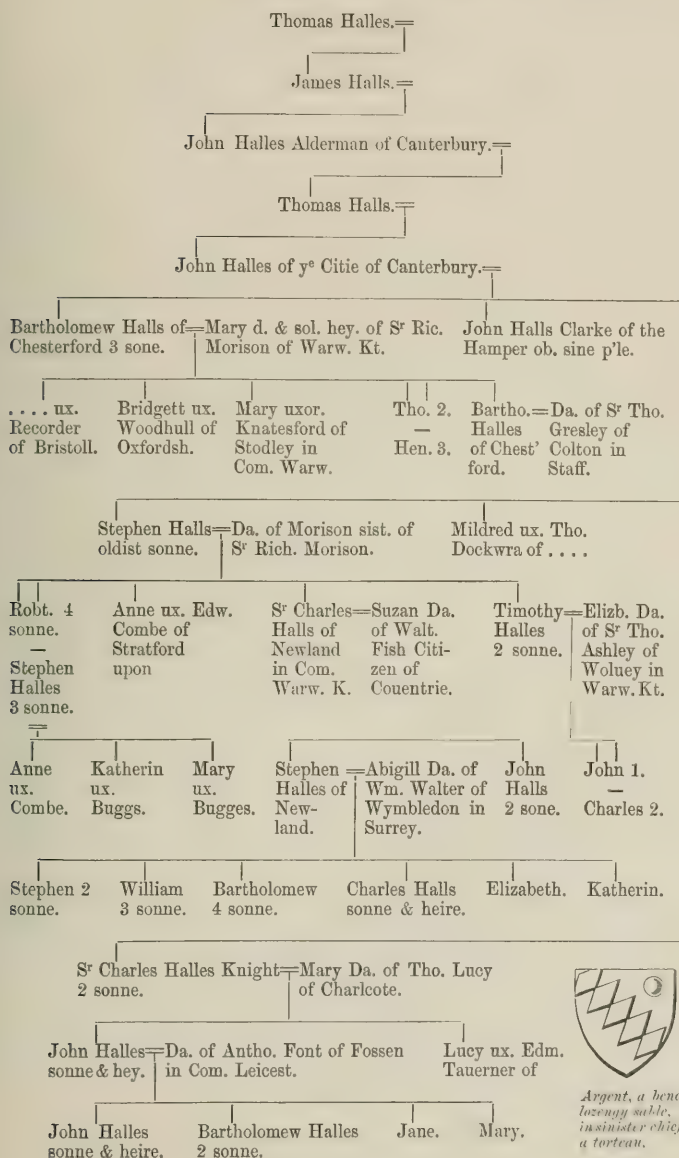 Thomas Halles.
James Halls.
John Halles Alderman of Canterbury.
Thomas Halls.
John Halles of yᵉ Citie of Canterbury.
Bartholomew Halls of
Chesterford 3 sone.
Mary d. & sol. hey. of Sʳ Ric.
Morison of Warw. Kt.
John Halls Clarke of the
Hamper ob. sine p'le.
.... ux.
Recorder
of Bristoll.
Bridgett ux.
Woodhull of
Oxfordsh.
Mary uxor.
Knatesford of
Stodley in
Com. Warw.
Tho. 2.
—
Hen. 3.
Bartho.
Halles
of Chest'
ford.
Da. of Sʳ Tho.
Gresley of
Colton in
Staff.
Stephen Halls
oldist sonne.
Da. of Morison sist. of
Sʳ Rich. Morison.
Mildred ux. Tho.
Dockwra of ....
Robt. 4
sonne.
—
Stephen
Halles
3 sonne.
Anne ux. Edw.
Combe of
Stratford
upon
Sʳ Charles
Halls of
Newland
in Com.
Warw. K.
Suzan Da.
of Walt.
Fish Citi-
zen of
Couentrie.
Timothy
Halles
2 sonne.
Elizb. Da.
of Sʳ Tho.
Ashley of
Woluey in
Warw. Kt.
Anne
ux.
Combe.
Katherin
ux.
Buggs.
Mary
ux.
Bugges.
Stephen
Halles of
New-
land.
Abigill Da. of
Wm. Walter of
Wymbledon in
Surrey.
John
Halls
2 sone.
John 1.
—
Charles 2.
Stephen 2
sonne.
William
3 sonne.
Bartholomew
4 sonne.
Charles Halls
sonne & heire.
Elizabeth.
Katherin.
Sʳ Charles Halles Knight
2 sonne.
Mary Da. of Tho. Lucy
of Charlcote.
John Halles
sonne & hey.
Da. of Antho. Font of Fossen
in Com. Leicest.
Lucy ux. Edm.
Tauerner of
John Halles
sonne & heire.
Bartholomew Halles
2 sonne.
Jane.
Mary.
Argent, a bend
lozengy sable,
in sinister chief
a torteau.